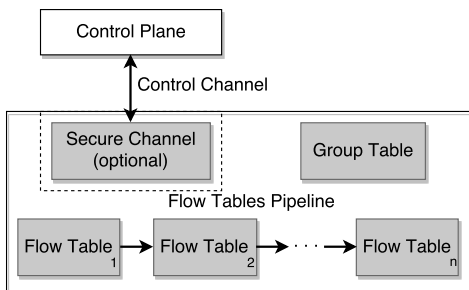 Control Plane
Control Channel
Secure Channel
(optional)
Group Table
Flow Tables Pipeline
Flow Table 1
Flow Table 2
· · ·
Flow Table n